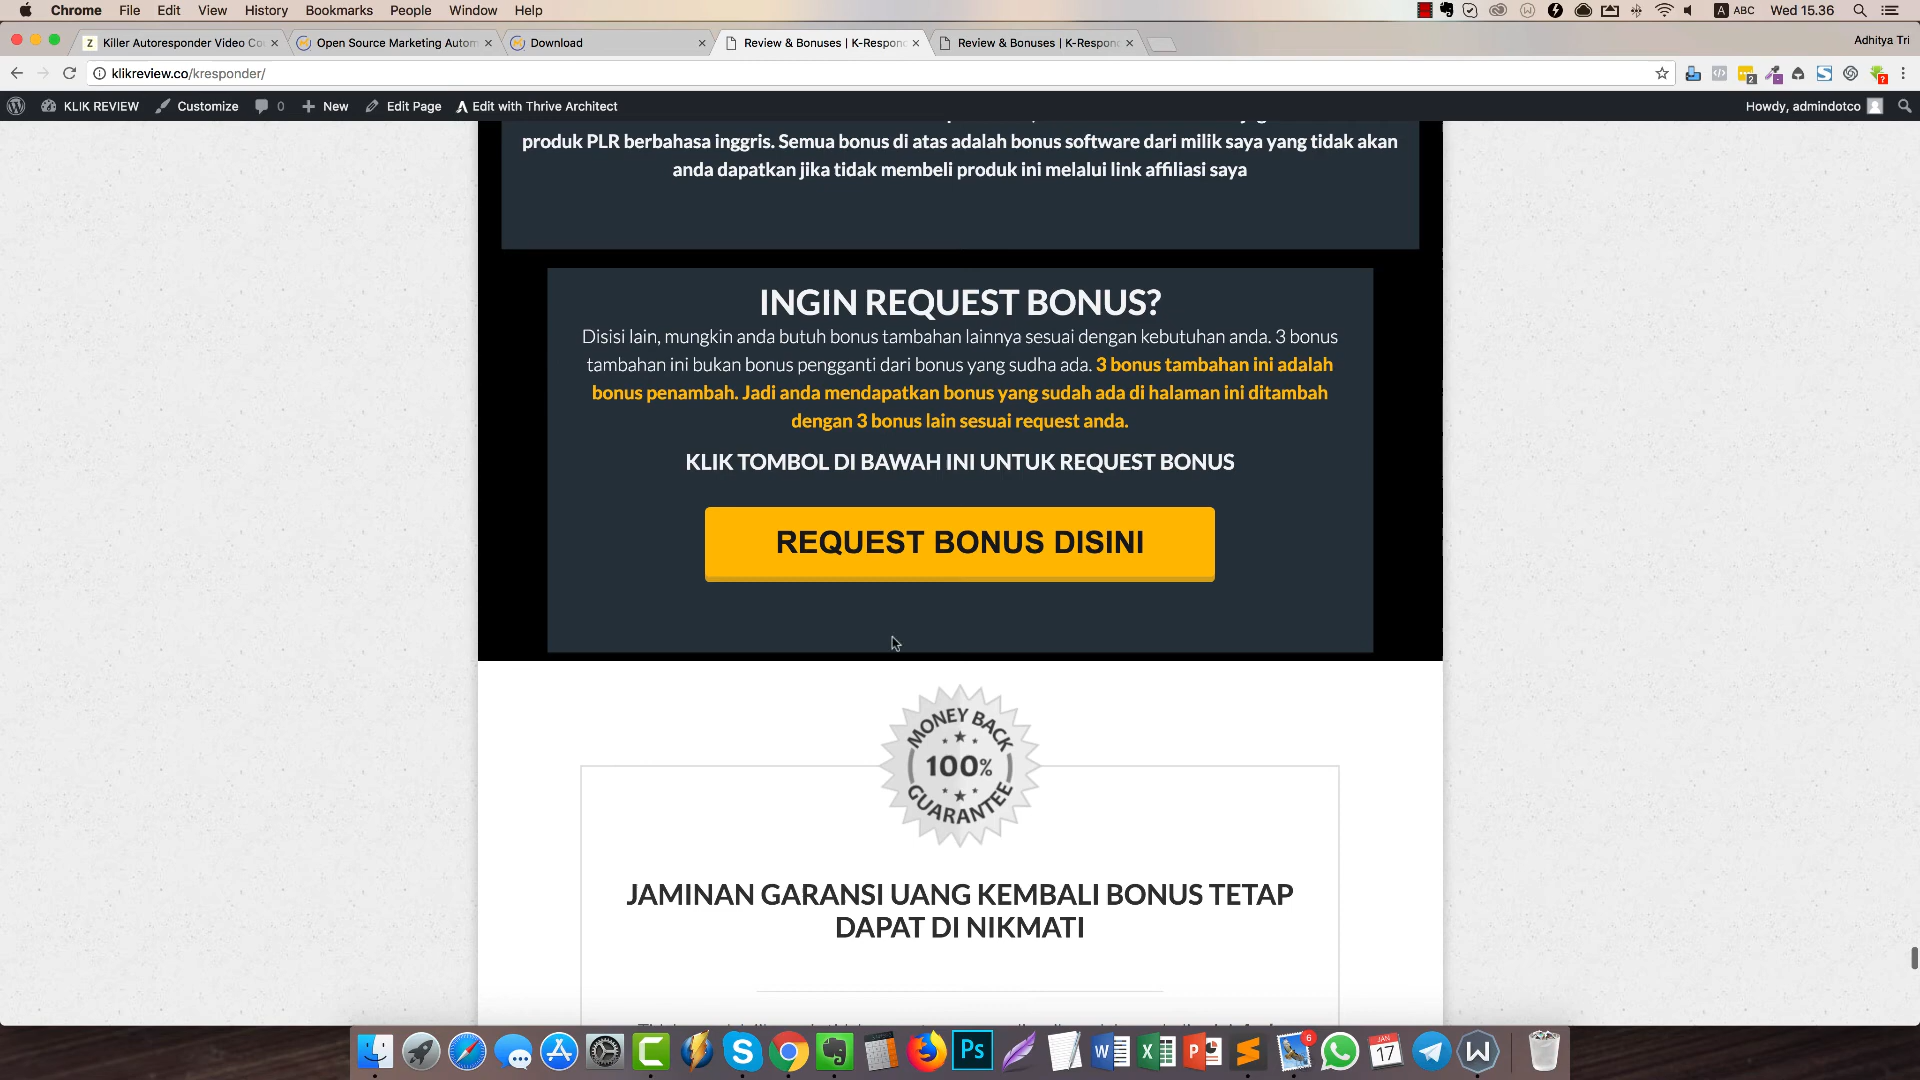 Chrome File Edit View History Bookmarks People Window Help
ABC Wed 15.36
Killer Autoresponder Video Co
Open Source Marketing Autom
Download
Review & Bonuses | K-Respon
Review & Bonuses | K-Respon
Adhitya Tri
klikreview.co/kresponder/
KLIK REVIEW Customize 0 New Edit Page Edit with Thrive Architect
Howdy, admindotco
produk PLR berbahasa inggris. Semua bonus di atas adalah bonus software dari milik saya yang tidak akan
anda dapatkan jika tidak membeli produk ini melalui link affiliasi saya
INGIN REQUEST BONUS?
Disisi lain, mungkin anda butuh bonus tambahan lainnya sesuai dengan kebutuhan anda. 3 bonus
tambahan ini bukan bonus pengganti dari bonus yang sudha ada. 3 bonus tambahan ini adalah
bonus penambah. Jadi anda mendapatkan bonus yang sudah ada di halaman ini ditambah
dengan 3 bonus lain sesuai request anda.
KLIK TOMBOL DI BAWAH INI UNTUK REQUEST BONUS
REQUEST BONUS DISINI
MONEY BACK
100%
GUARANTEE
JAMINAN GARANSI UANG KEMBALI BONUS TETAP
DAPAT DI NIKMATI
Ps
JAN
17
6